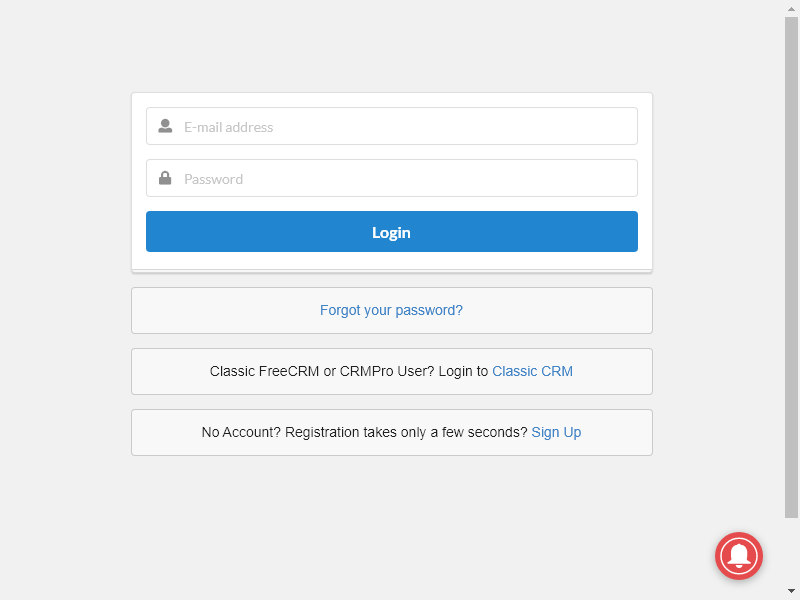 E-mail address
Password
Login
Forgot your password?
Classic FreeCRM or CRMPro User? Login to Classic CRM
No Account? Registration takes only a few seconds? Sign Up